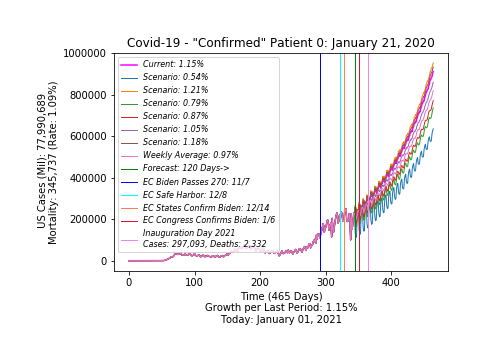 Covid-19 - "Confirmed" Patient 0: January 21, 2020
US Cases (Mil): 77,990,689
Mortality: 345,737 (Rate: 1.09%)
1000000
800000
600000
400000
200000
0
Current: 1.15%
Scenario: 0.54%
Scenario: 1.21%
Scenario: 0.79%
Scenario: 0.87%
Scenario: 1.05%
Scenario: 1.18%
Weekly Average: 0.97%
Forecast: 120 Days->
EC Biden Passes 270: 11/7
EC Safe Harbor: 12/8
EC States Confirm Biden: 12/14
EC Congress Confirms Biden: 1/6
Inauguration Day 2021
Cases: 297,093, Deaths: 2,332
0 100 200 300 400
Time (465 Days)
Growth per Last Period: 1.15%
Today: January 01, 2021